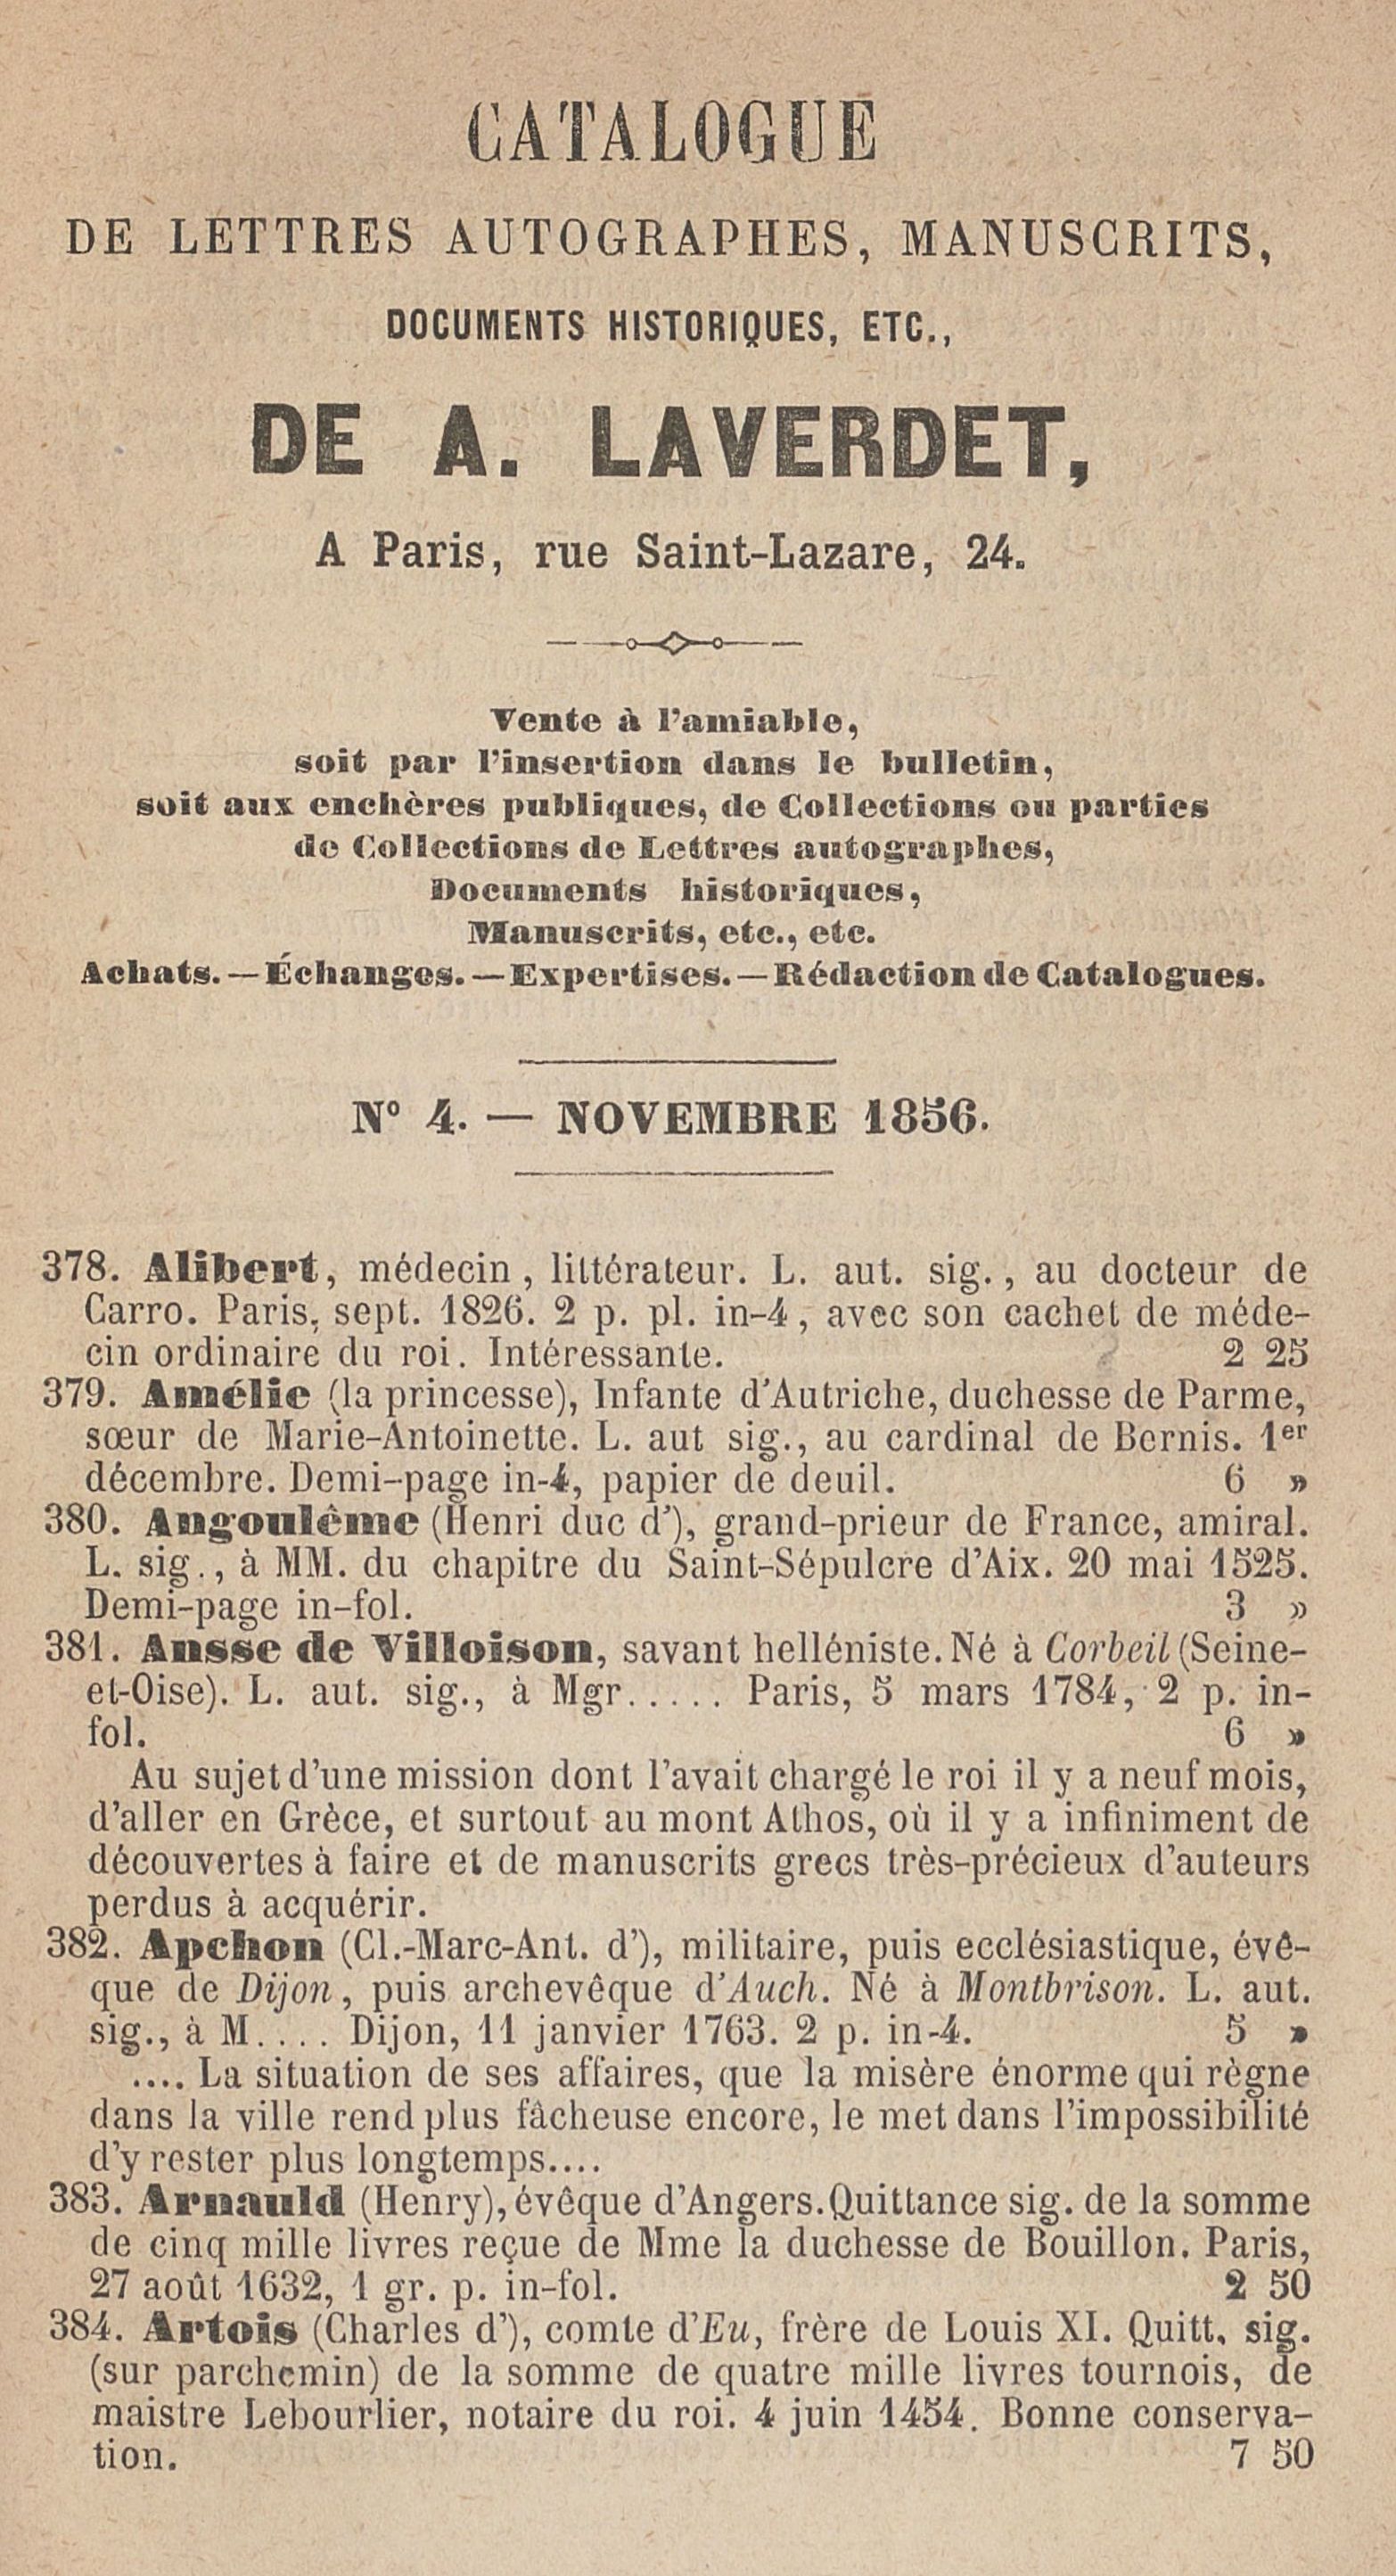 CATALOGUE
DE LETTRES AUTOGRAPHES, MANUSCRITS,
DOCUMENTS HISTORIQUES, ETC.,
DE A. LAVERDET,
A Paris, rue Saint-Lazare, 24.
Vente à l'amiable,
soit par l'insertion dans le bulletin,
soit aux enchères publiques, de Collections ou parties
de Collections de Lettres autographes,
Documents historiques,
Manuscrits, etc., etc.
Achats. — Échanges. — Expertises. — Rédaction de Catalogues.
N° 4. — NOVEMBRE 1856.
378. Alibert, médecin, littérateur. L. aut. sig., au docteur de
Carro. Paris, sept. 1826. 2 p. pl. in-4, avec son cachet de méde-
cin ordinaire du roi. Intéressante. 2 25
379. Amélie (la princesse), Infante d'Autriche, duchesse de Parme,
sœur de Marie-Antoinette. L. aut sig., au cardinal de Bernis. 1er
décembre. Demi-page in-4, papier de deuil. 6 »
380. Angoulême (Henri duc d'), grand-prieur de France, amiral.
L. sig., à MM. du chapitre du Saint-Sépulcre d'Aix. 20 mai 1525.
Demi-page in-fol. 3 »
381. Ansse de Villoison, savant helléniste. Né à Corbeil (Seine-
et-Oise). L. aut. sig., à Mgr..... Paris, 5 mars 1784, 2 p. in-
fol. 6 »
Au sujet d'une mission dont l'avait chargé le roi il y a neuf mois,
d'aller en Grèce, et surtout au mont Athos, où il y a infiniment de
découvertes à faire et de manuscrits grecs très-précieux d'auteurs
perdus à acquérir.
382. Apchon (Cl.-Marc-Ant. d'), militaire, puis ecclésiastique, évê-
que de Dijon, puis archevêque d'Auch. Né à Montbrison. L. aut.
sig., à M.... Dijon, 11 janvier 1763. 2 p. in-4. 5 »
.... La situation de ses affaires, que la misère énorme qui règne
dans la ville rend plus fâcheuse encore, le met dans l'impossibilité
d'y rester plus longtemps....
383. Arnauld (Henry), évêque d'Angers. Quittance sig. de la somme
de cinq mille livres reçue de Mme la duchesse de Bouillon. Paris,
27 août 1632, 1 gr. p. in-fol. 2 50
384. Artois (Charles d'), comte d'Eu, frère de Louis XI. Quitt. sig.
(sur parchemin) de la somme de quatre mille livres tournois, de
maistre Lebourlier, notaire du roi. 4 juin 1454. Bonne conserva-
tion. 7 50